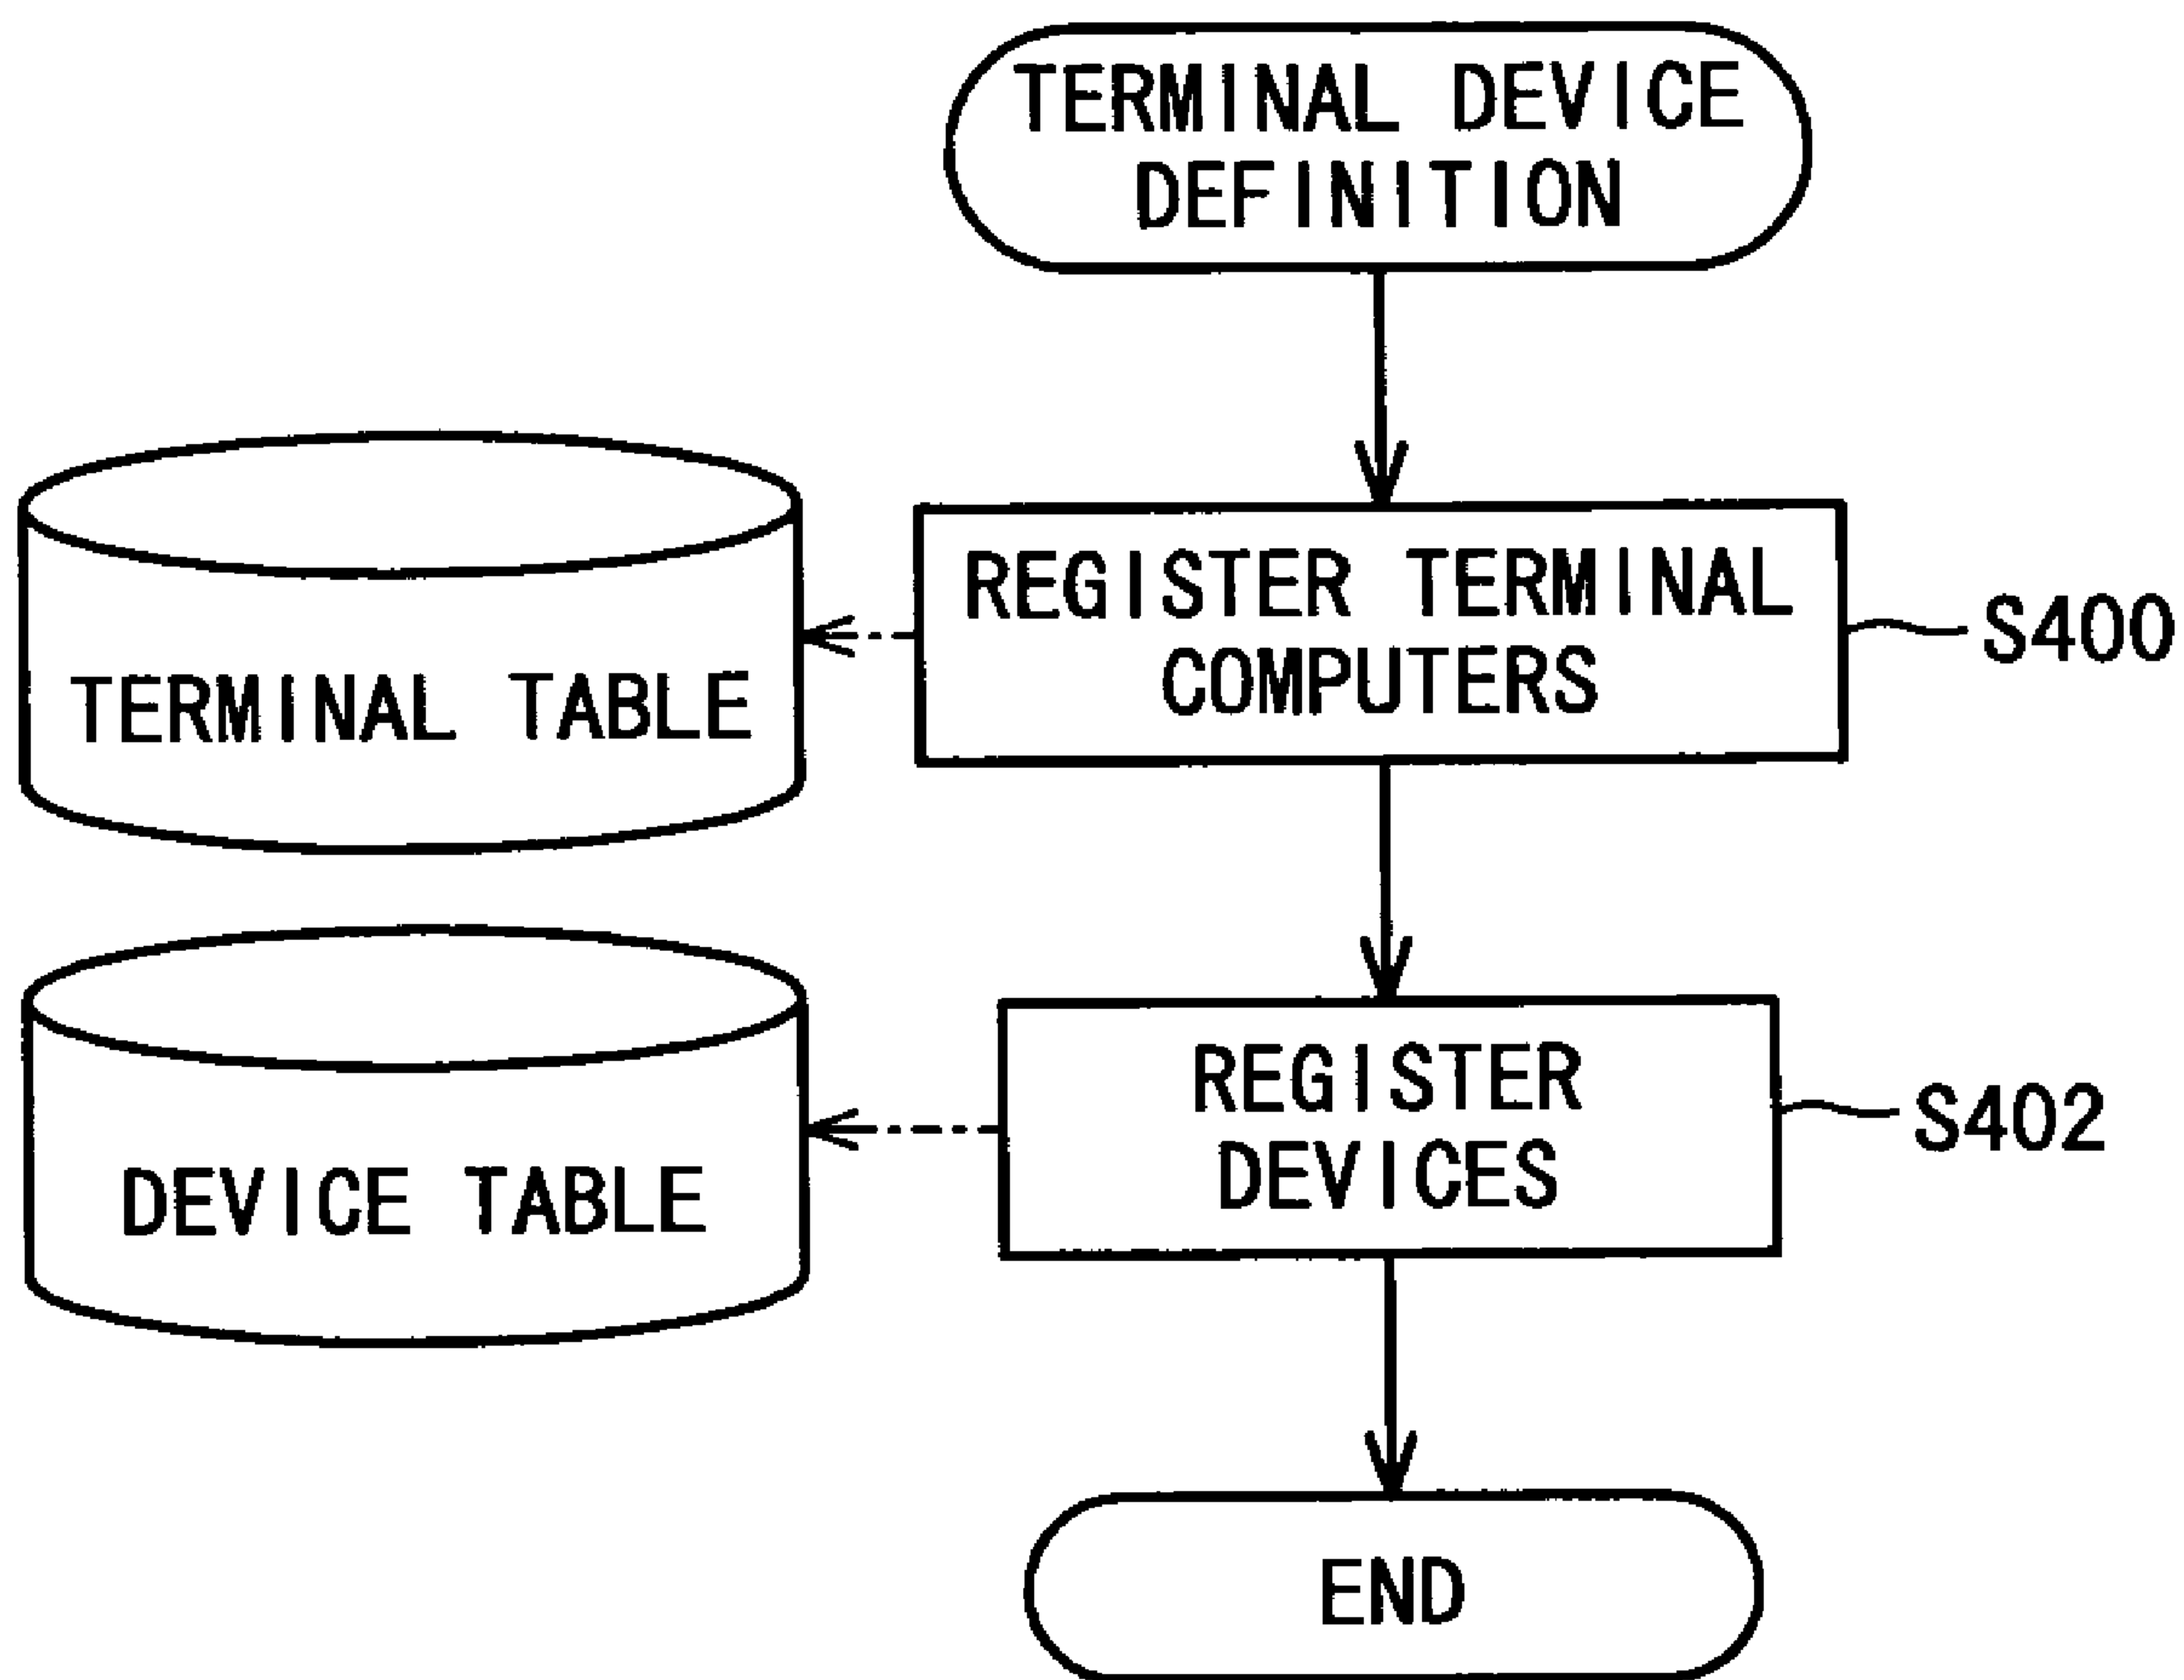 TERMINAL DEVICE
DEFINITION
REGISTER TERMINAL
COMPUTERS
S400
TERMINAL TABLE
REGISTER
DEVICES
S402
DEVICE TABLE
END